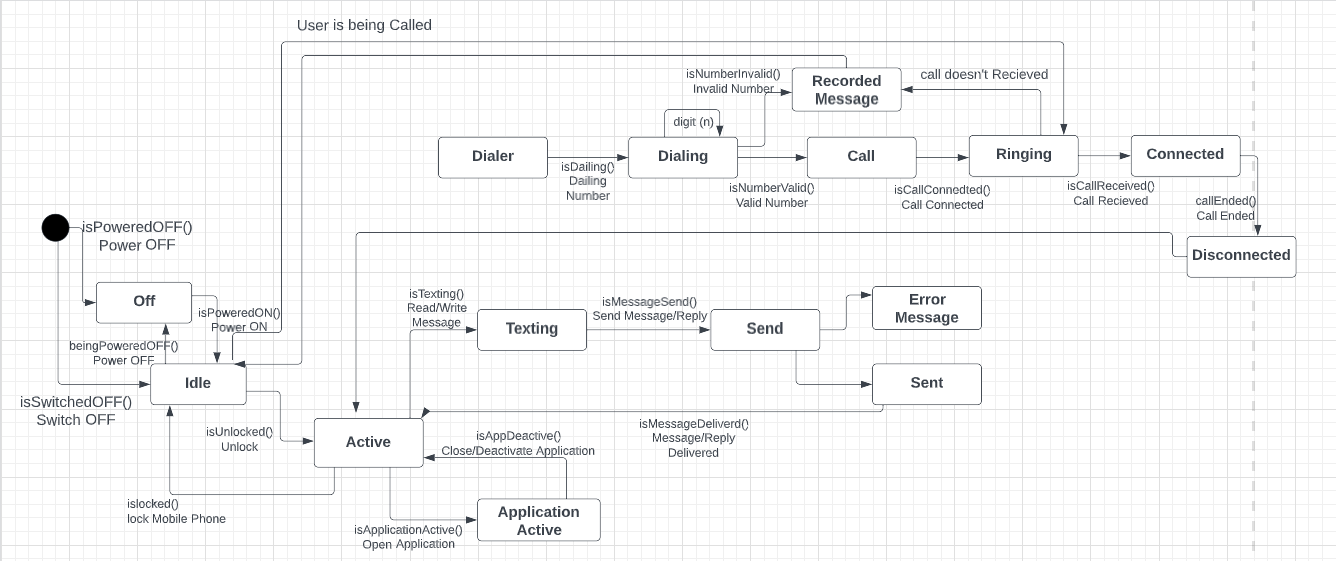 User is being Called
isNumberInvalid()
Invalid Number
Recorded
Message
call doesn't Recieved
digit (n)
Dialer
isDailing()
Dailing
Number
Dialing
isNumberValid()
Valid Number
Call
isCallConnedted()
Call Connected
Ringing
isCallReceived()
Call Recieved
Connected
callEnded()
Call Ended
Disconnected
isPoweredOFF()
Power OFF
Off
isPoweredON()
Power ON
beingPoweredOFF()
Power OFF
Idle
isSwitchedOFF()
Switch OFF
isUnlocked()
Unlock
islocked()
lock Mobile Phone
Active
isTexting()
Read/Write
Message
Texting
isMessageSend()
Send Message/Reply
Send
Error
Message
Sent
isMessageDeliverd()
Message/Reply
Delivered
isAppDeactive()
Close/Deactivate Application
isApplicationActive()
Open Application
Application
Active